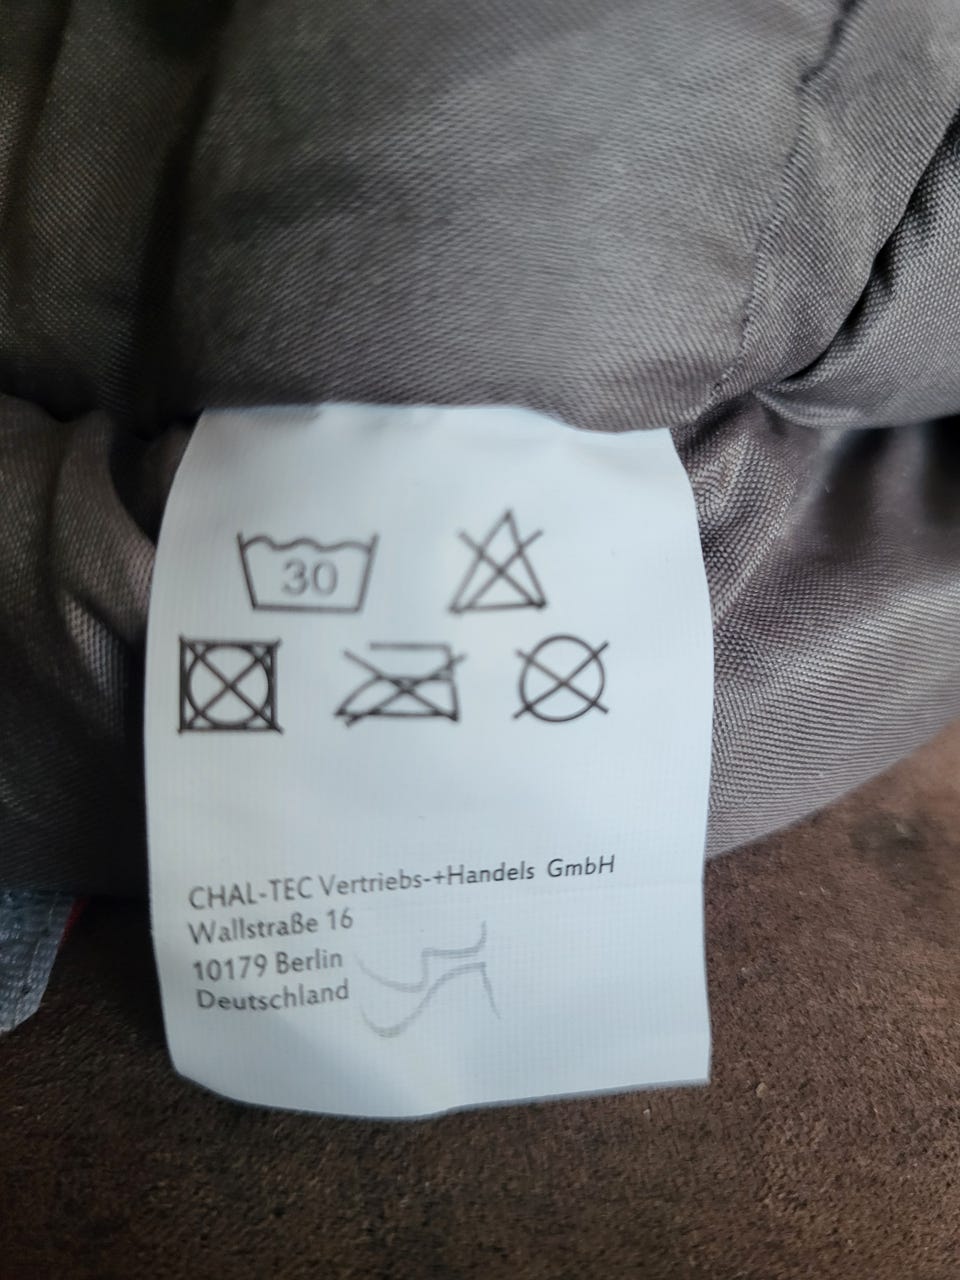 30
CHAL-TEC Vertriebs-+Handels GmbH
Wallstraße 16
10179 Berlin
Deutschland